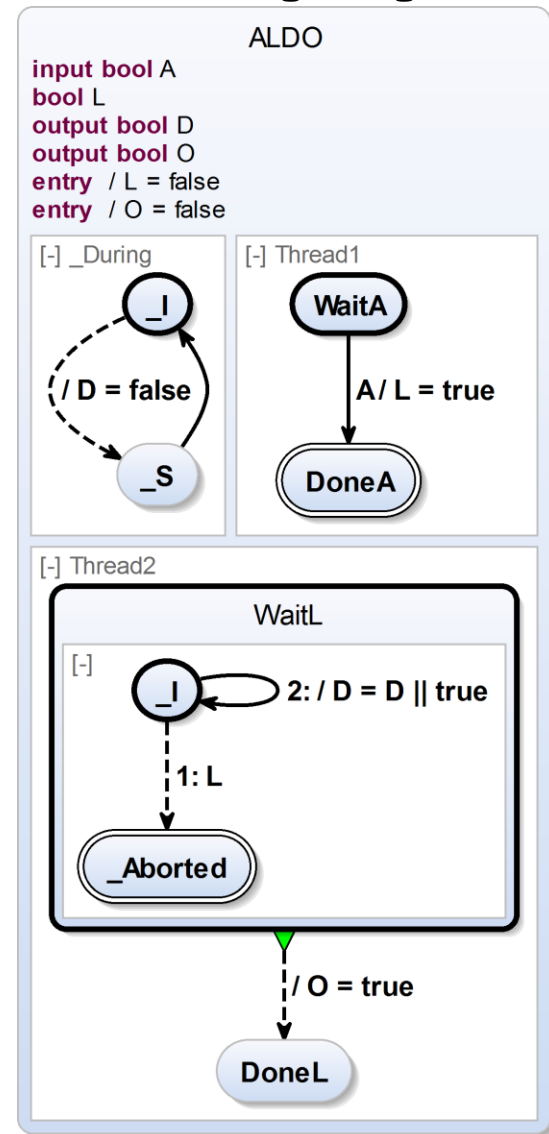 ALDO
input bool A
bool L
output bool D
output bool O
entry / L = false
entry / O = false
[-] _During
_I
/ D = false
_S
[-] Thread1
WaitA
A / L = true
DoneA
[-] Thread2
WaitL
[-]
_I
2: / D = D || true
1: L
_Aborted
/ O = true
DoneL